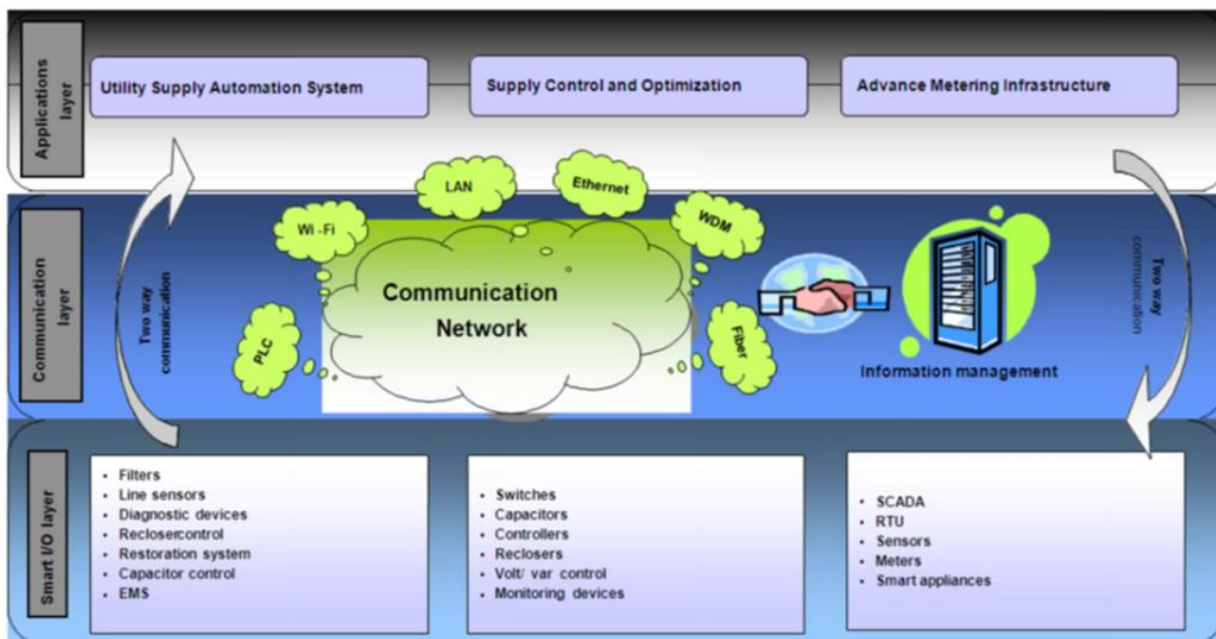 Applications
layer
Utility Supply Automation System
Supply Control and Optimization
Advance Metering Infrastructure
Communication
layer
Two way
communication
PLC
Wi -Fi
LAN
Ethernet
WDM
Fiber
Communication
Network
Information management
Two way
communication
Smart I/O layer
• Filters
• Line sensors
• Diagnostic devices
• Reclosercontrol
• Restoration system
• Capacitor control
• EMS
• Switches
• Capacitors
• Controllers
• Reclosers
• Volt/ var control
• Monitoring devices
• SCADA
• RTU
• Sensors
• Meters
• Smart appliances